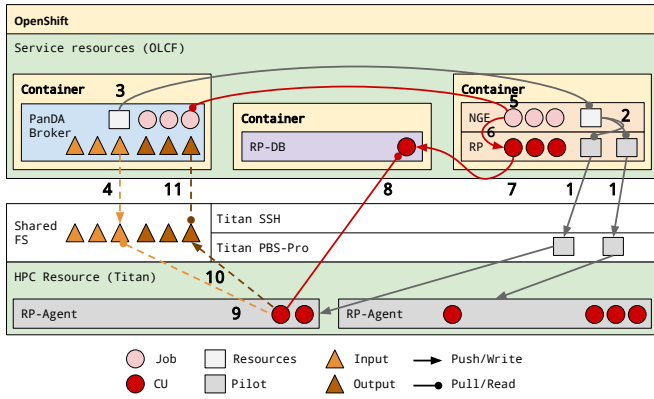 OpenShift
Service resources (OLCF)
Container
3
Container
5
PanDA
Broker
Container
NGE
2
6
RP-DB
RP
4
11
8
7
1
1
Shared
FS
Titan SSH
Titan PBS-Pro
HPC Resource (Titan)
10
RP-Agent
9
RP-Agent
Job
Resources
Input
Push/Write
CU
Pilot
Output
Pull/Read